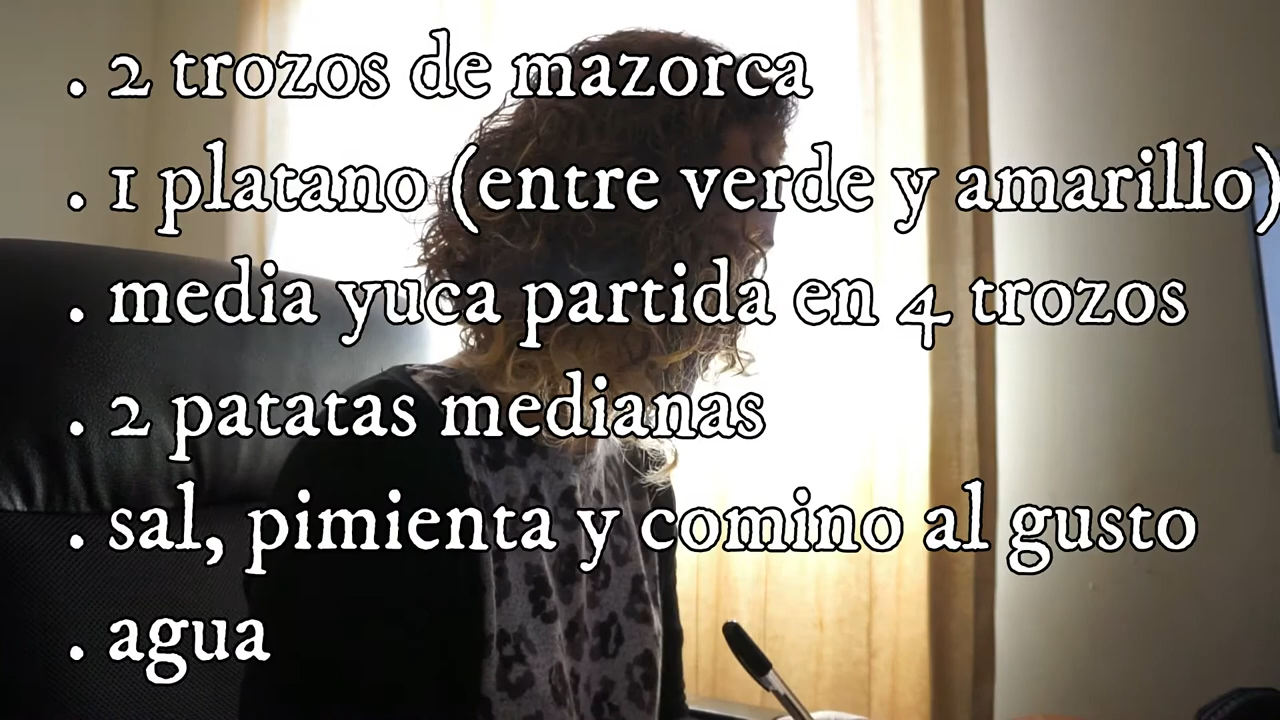 . 2 trozos de mazorca
. 1 platano (entre verde y amarillo)
. media yuca partida en 4 trozos
. 2 patatas medianas
. sal, pimienta y comino al gusto
. agua